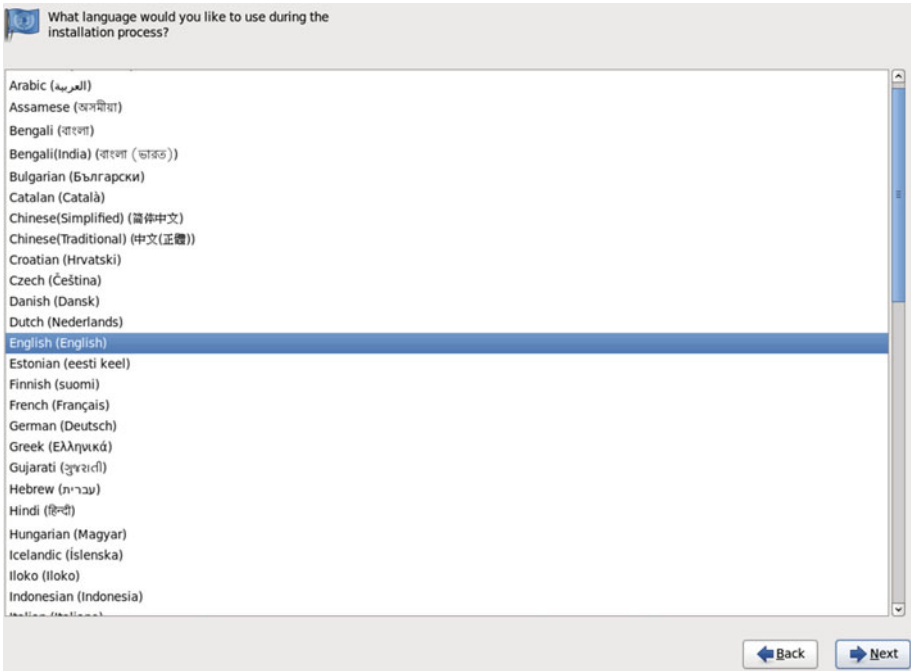 What language would you like to use during the
installation process?
Arabic (العربية)
Assamese (অসমীয়া)
Bengali (বাংলা)
Bengali(India) (বাংলা (ভারত))
Bulgarian (Български)
Catalan (Català)
Chinese(Simplified) (简体中文)
Chinese(Traditional) (中文(正體))
Croatian (Hrvatski)
Czech (Čeština)
Danish (Dansk)
Dutch (Nederlands)
English (English)
Estonian (eesti keel)
Finnish (suomi)
French (Français)
German (Deutsch)
Greek (Ελληνικά)
Gujarati (ગુજરાતી)
Hebrew (עברית)
Hindi (हिन्दी)
Hungarian (Magyar)
Icelandic (Íslenska)
Iloko (Iloko)
Indonesian (Indonesia)
Back
Next